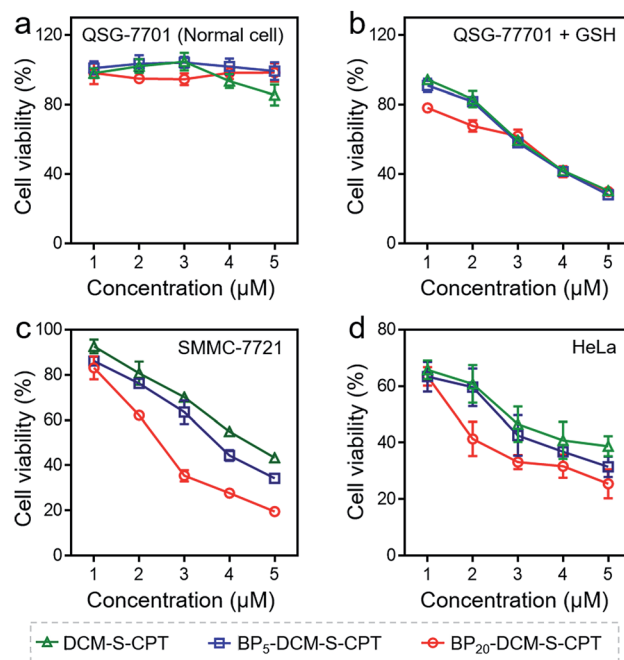 a QSG-7701 (Normal cell)
120
80
40
0
Cell viability (%)
1 2 3 4 5
Concentration (μM)
b QSG-77701 + GSH
120
80
40
0
Cell viability (%)
1 2 3 4 5
Concentration (μM)
c SMMC-7721
100
80
60
40
20
0
Cell viability (%)
1 2 3 4 5
Concentration (μM)
d HeLa
80
60
40
20
0
Cell viability (%)
1 2 3 4 5
Concentration (μM)
DCM-S-CPT BP₅-DCM-S-CPT BP₂₀-DCM-S-CPT